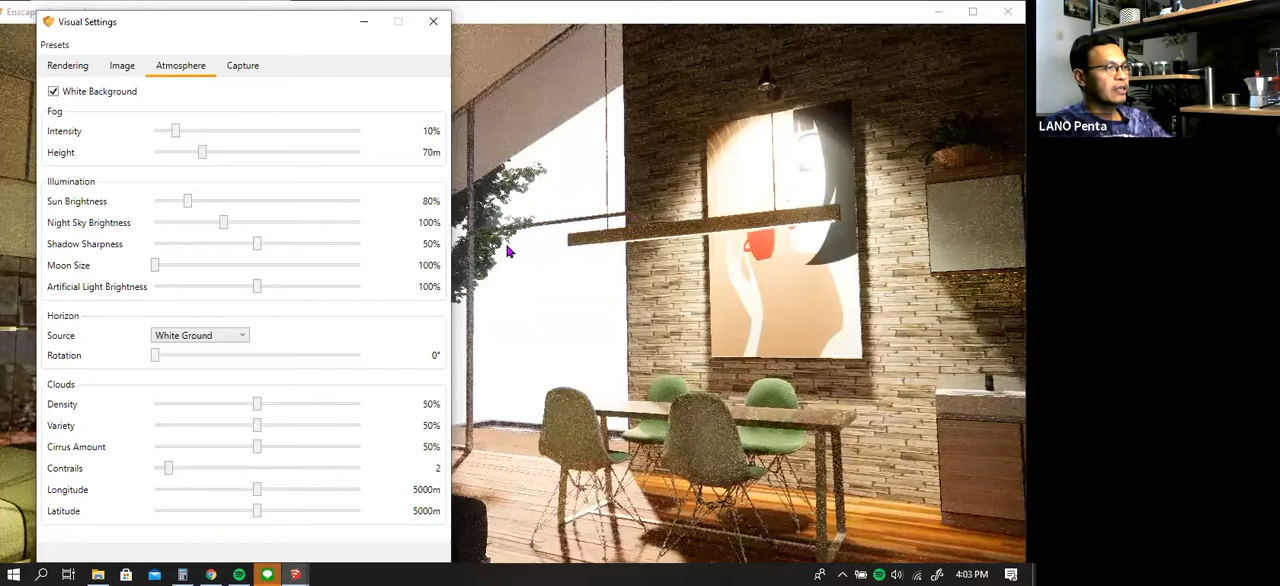 Enscap
Visual Settings
Presets
Rendering Image Atmosphere Capture
White Background
Fog
Intensity 10%
Height 70m
Illumination
Sun Brightness 80%
Night Sky Brightness 100%
Shadow Sharpness 50%
Moon Size 100%
Artificial Light Brightness 100%
Horizon
Source White Ground
Rotation 0°
Clouds
Density 50%
Variety 50%
Cirrus Amount 50%
Contrails 2
Longitude 5000m
Latitude 5000m
LANO Penta
4:03 PM